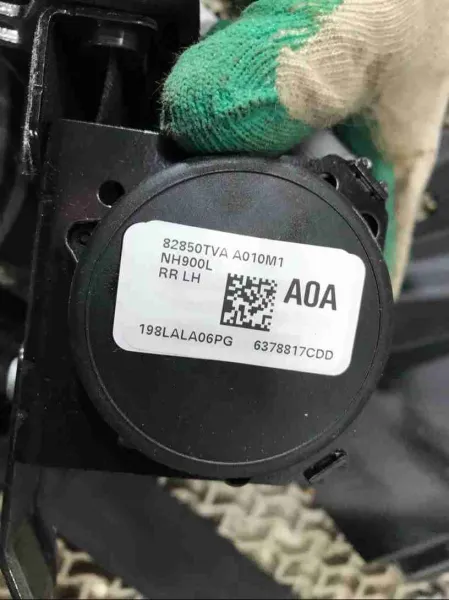 82850TVA A010M1
NH900L
RR LH
A0A
198LALA06PG 6378817CDD